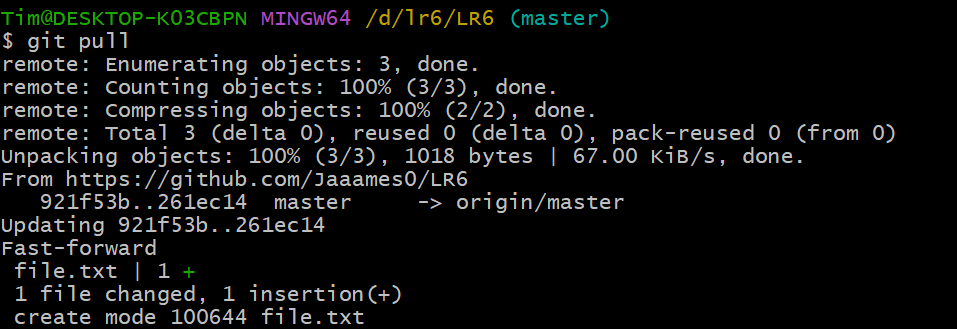 Tim@DESKTOP-KO3CBPN MINGW64 /d/lr6/LR6 (master)
$ git pull
remote: Enumerating objects: 3, done.
remote: Counting objects: 100% (3/3), done.
remote: Compressing objects: 100% (2/2), done.
remote: Total 3 (delta 0), reused 0 (delta 0), pack-reused 0 (from 0)
Unpacking objects: 100% (3/3), 1018 bytes | 67.00 KiB/s, done.
From https://github.com/Jaaames0/LR6
   921f53b..261ec14  master     -> origin/master
Updating 921f53b..261ec14
Fast-forward
 file.txt | 1 +
 1 file changed, 1 insertion(+)
 create mode 100644 file.txt